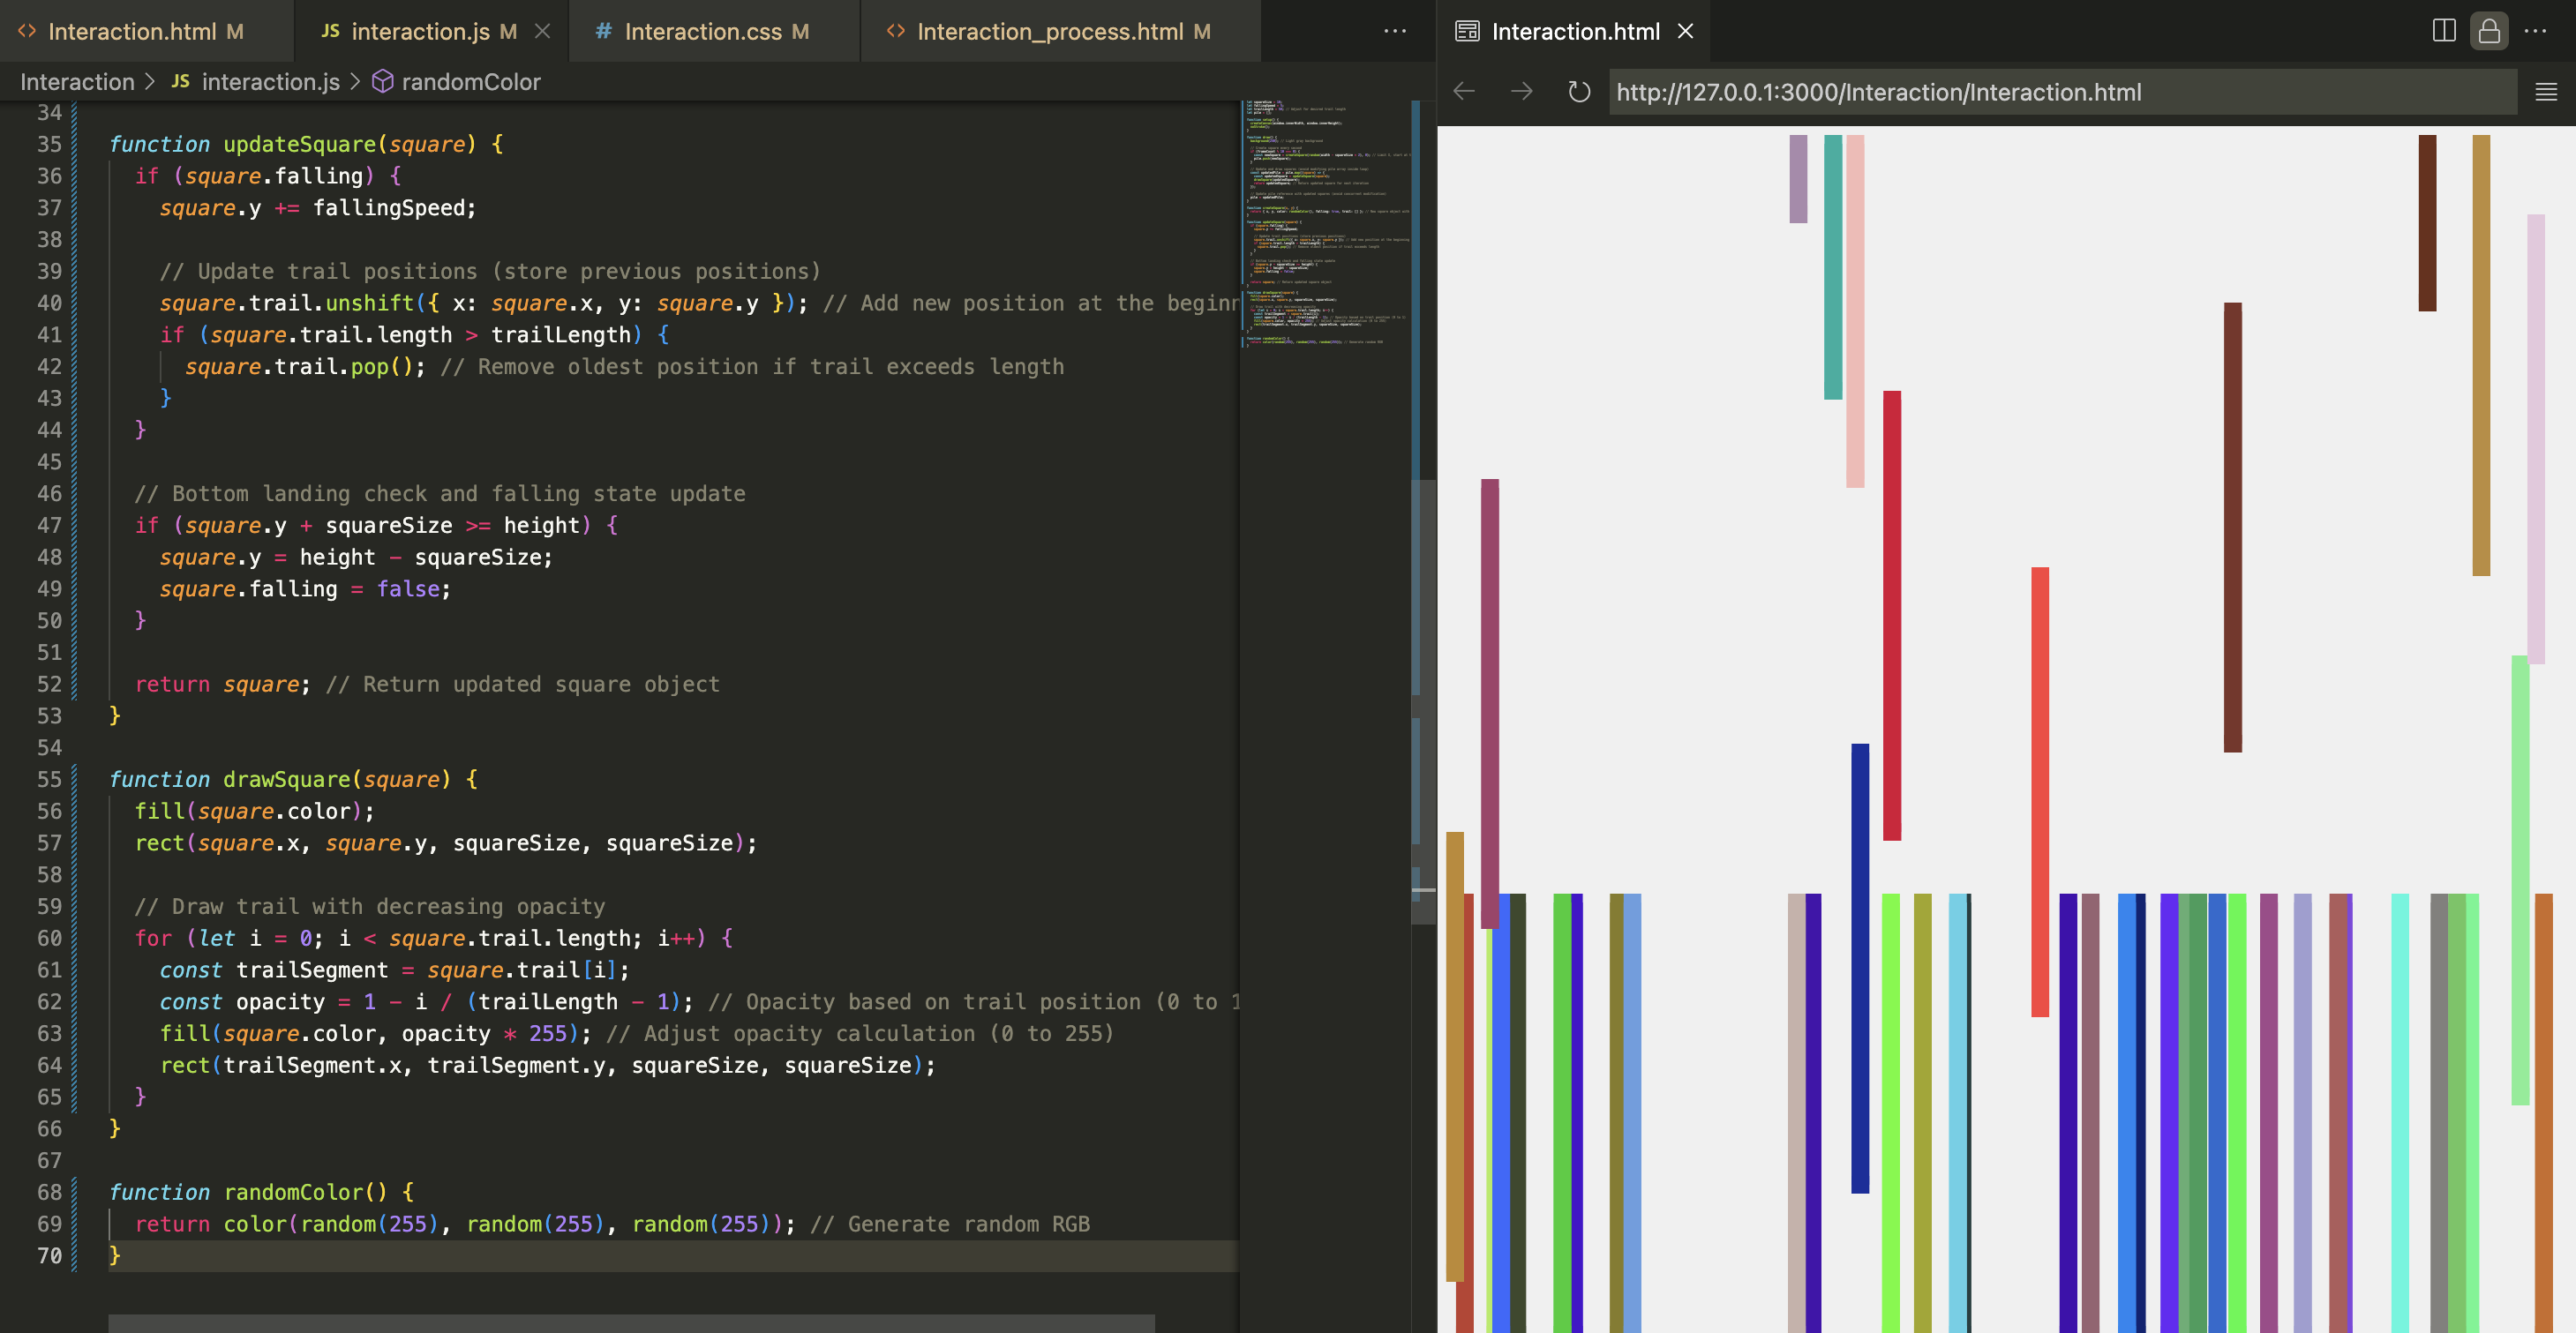 Interaction.html M
JS interaction.js M
# Interaction.css M
Interaction_process.html M
Interaction.html
Interaction > JS interaction.js > randomColor
http://127.0.0.1:3000/Interaction/Interaction.html
34
35 function updateSquare(square) {
36 if (square.falling) {
37 square.y += fallingSpeed;
38
39 // Update trail positions (store previous positions)
40 square.trail.unshift({ x: square.x, y: square.y }); // Add new position at the beginn
41 if (square.trail.length > trailLength) {
42 square.trail.pop(); // Remove oldest position if trail exceeds length
43 }
44 }
45
46 // Bottom landing check and falling state update
47 if (square.y + squareSize >= height) {
48 square.y = height - squareSize;
49 square.falling = false;
50 }
51
52 return square; // Return updated square object
53 }
54
55 function drawSquare(square) {
56 fill(square.color);
57 rect(square.x, square.y, squareSize, squareSize);
58
59 // Draw trail with decreasing opacity
60 for (let i = 0; i < square.trail.length; i++) {
61 const trailSegment = square.trail[i];
62 const opacity = 1 - i / (trailLength - 1); // Opacity based on trail position (0 to 1
63 fill(square.color, opacity * 255); // Adjust opacity calculation (0 to 255)
64 rect(trailSegment.x, trailSegment.y, squareSize, squareSize);
65 }
66 }
67
68 function randomColor() {
69 return color(random(255), random(255), random(255)); // Generate random RGB
70 }